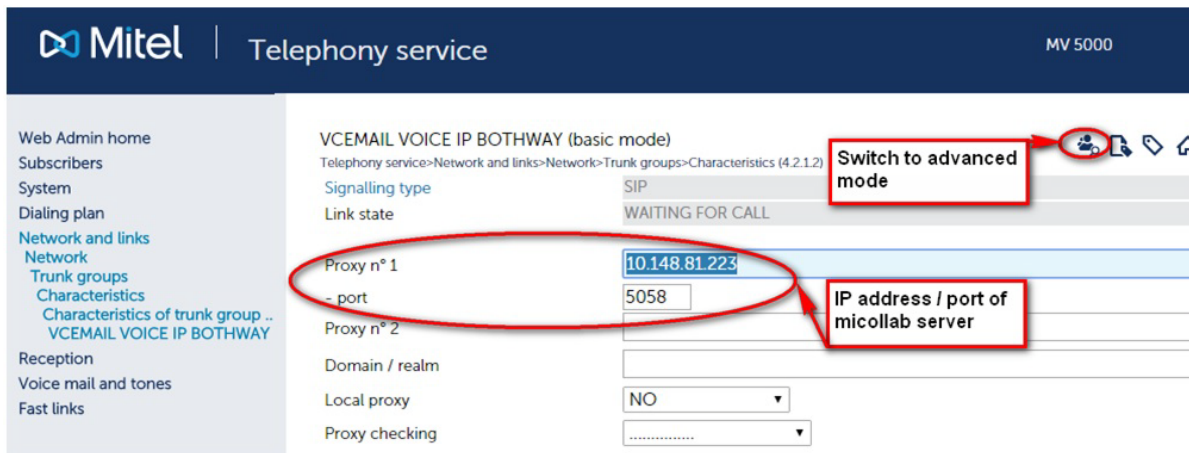 Mitel | Telephony service
MV 5000
Web Admin home
Subscribers
System
Dialing plan
Network and links
Network
Trunk groups
Characteristics
Characteristics of trunk group ..
VCEMAIL VOICE IP BOTHWAY
Reception
Voice mail and tones
Fast links
VCEMAIL VOICE IP BOTHWAY (basic mode)
Telephony service>Network and links>Network>Trunk groups>Characteristics (4.2.1.2)
Switch to advanced
mode
Signalling type SIP
Link state WAITING FOR CALL
Proxy n° 1 10.148.81.223
- port 5058
IP address / port of
micollab server
Proxy n° 2
Domain / realm
Local proxy NO
Proxy checking ...............